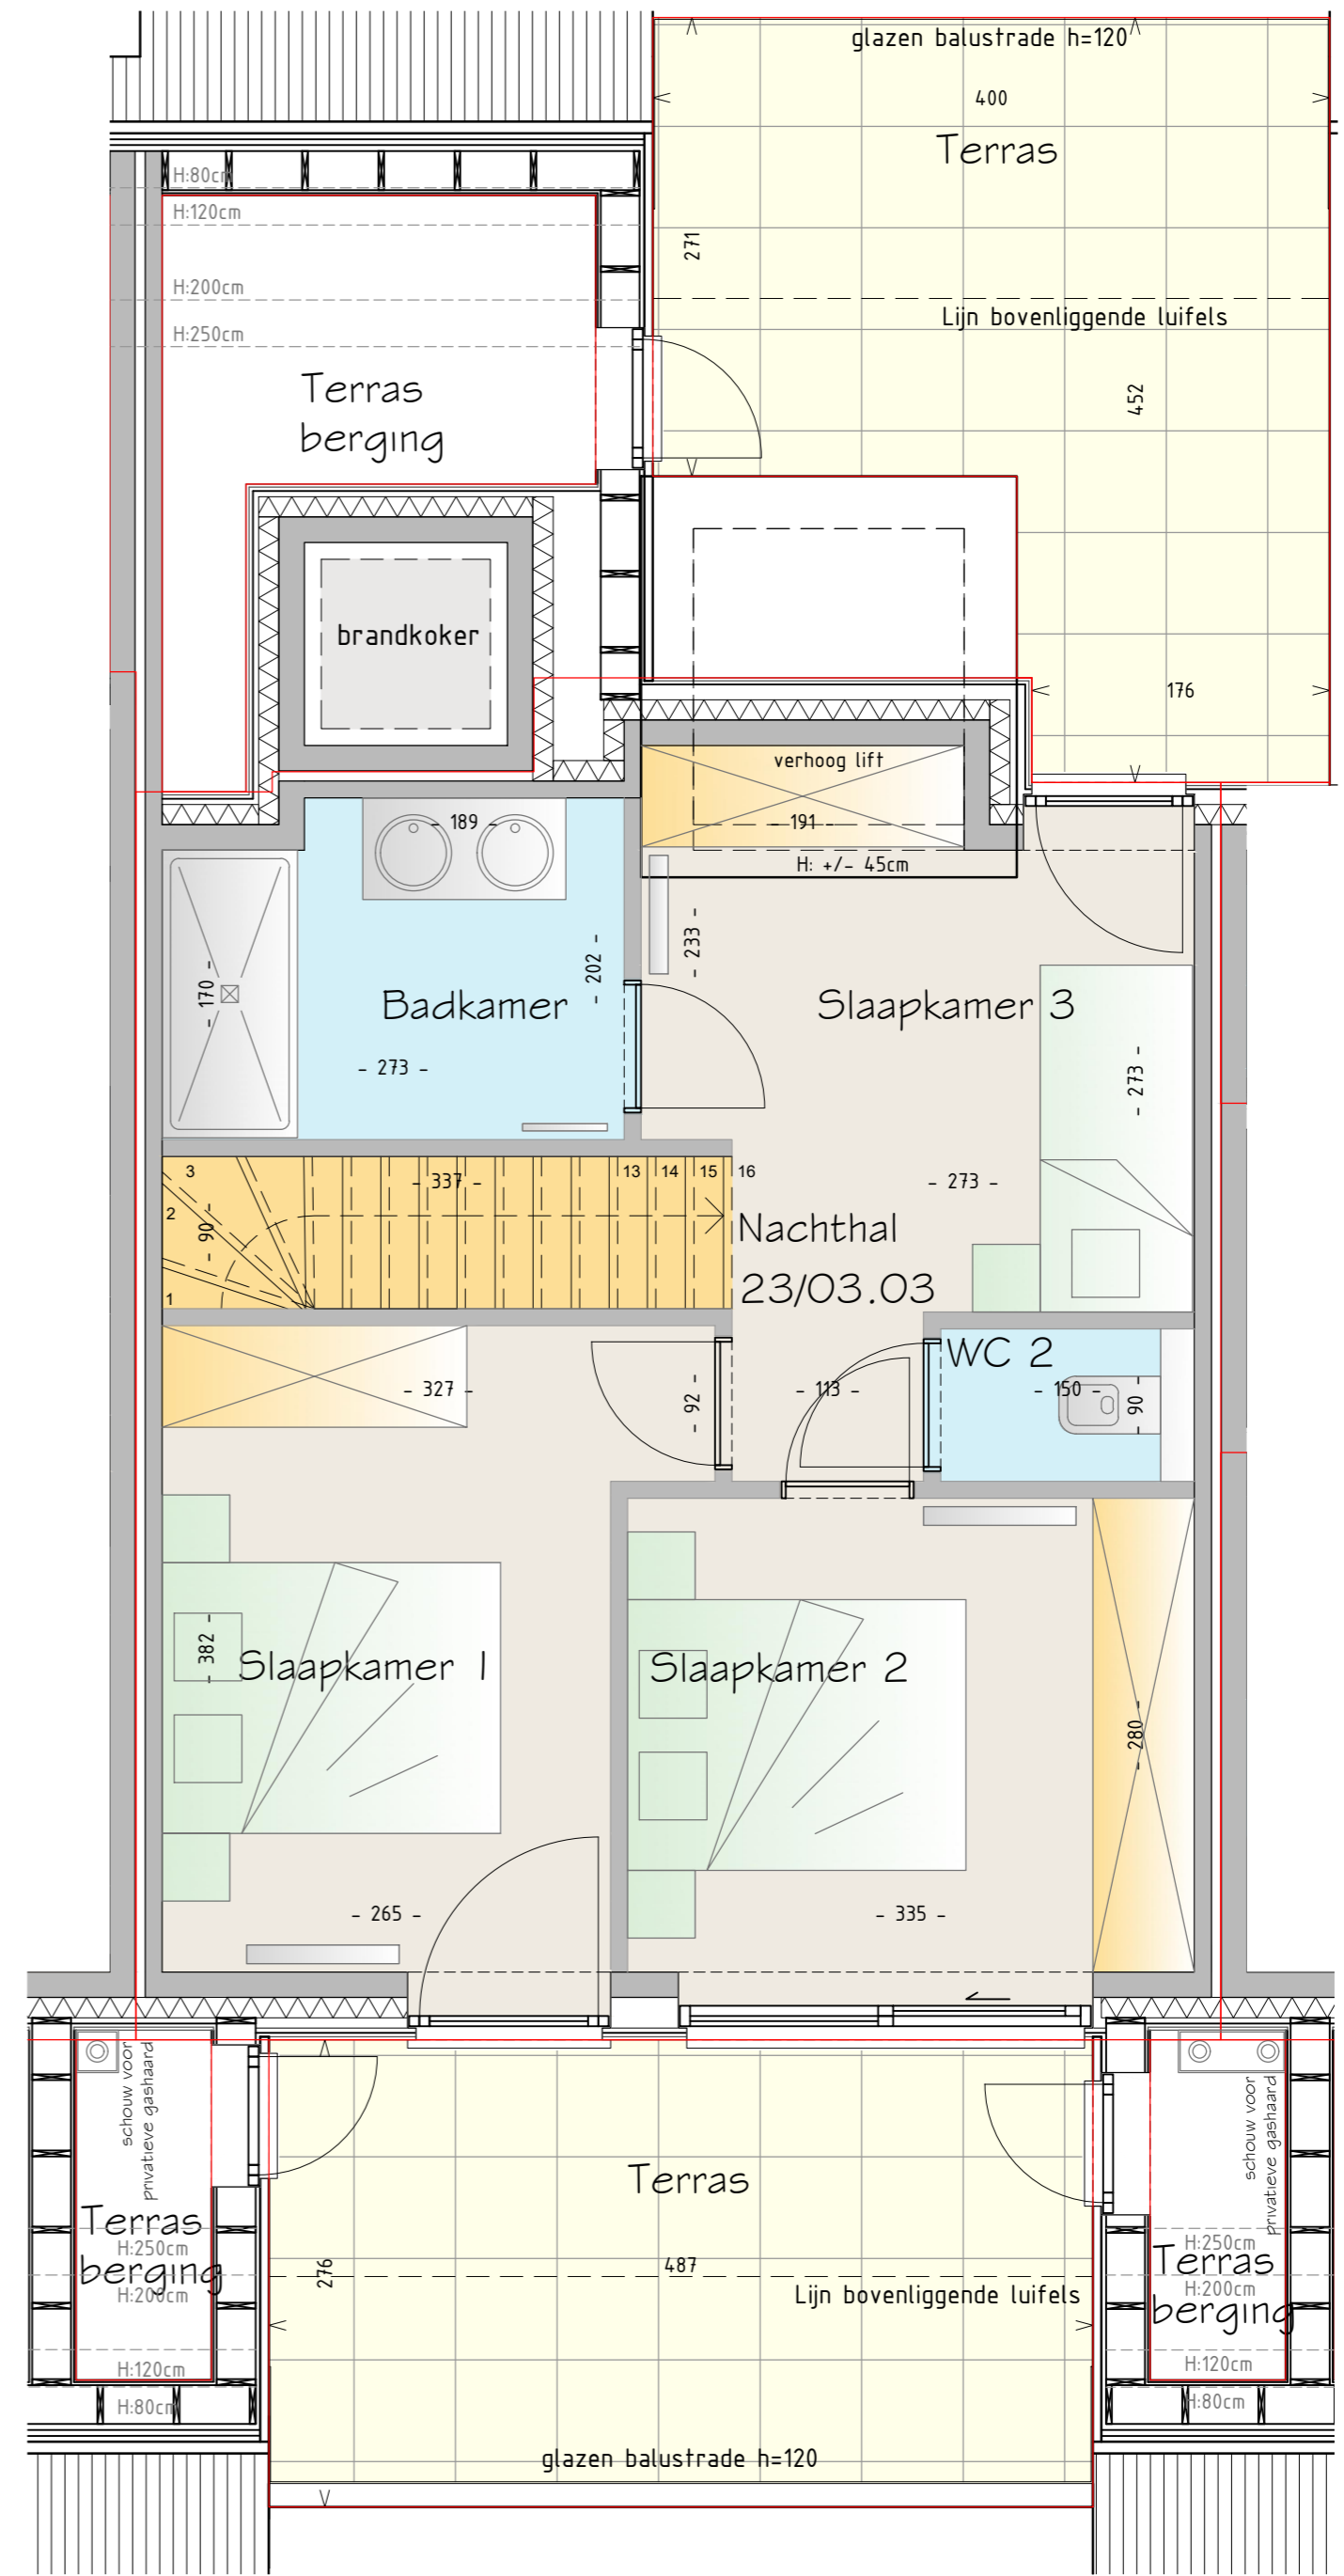 glazen balustrade h=120
400
Terras
H:80cm
H:120cm
271
H:200cm
Lijn bovenliggende luifels
H:250cm
Terras
berging
452
brandkoker
176
verhoog lift
- 189 -
- 191 -
H: +/- 45cm
- 233 -
- 202 -
- 170 -
Badkamer
Slaapkamer 3
- 273 -
- 273 -
3
- 337 -
13
14
15
16
- 273 -
2
- 90 -
Nachthal
1
23/03.03
WC 2
- 327 -
- 92 -
- 113 -
- 150 -
- 90 -
- 382 -
Slaapkamer 1
Slaapkamer 2
- 280 -
- 265 -
- 335 -
schouw voor
privatieve gashaard
schouw voor
privatieve gashaard
Terras
Terras
berging
H:250cm
H:200cm
H:120cm
H:80cm
276
487
Lijn bovenliggende luifels
H:250cm
Terras
H:200cm
berging
H:120cm
H:80cm
glazen balustrade h=120